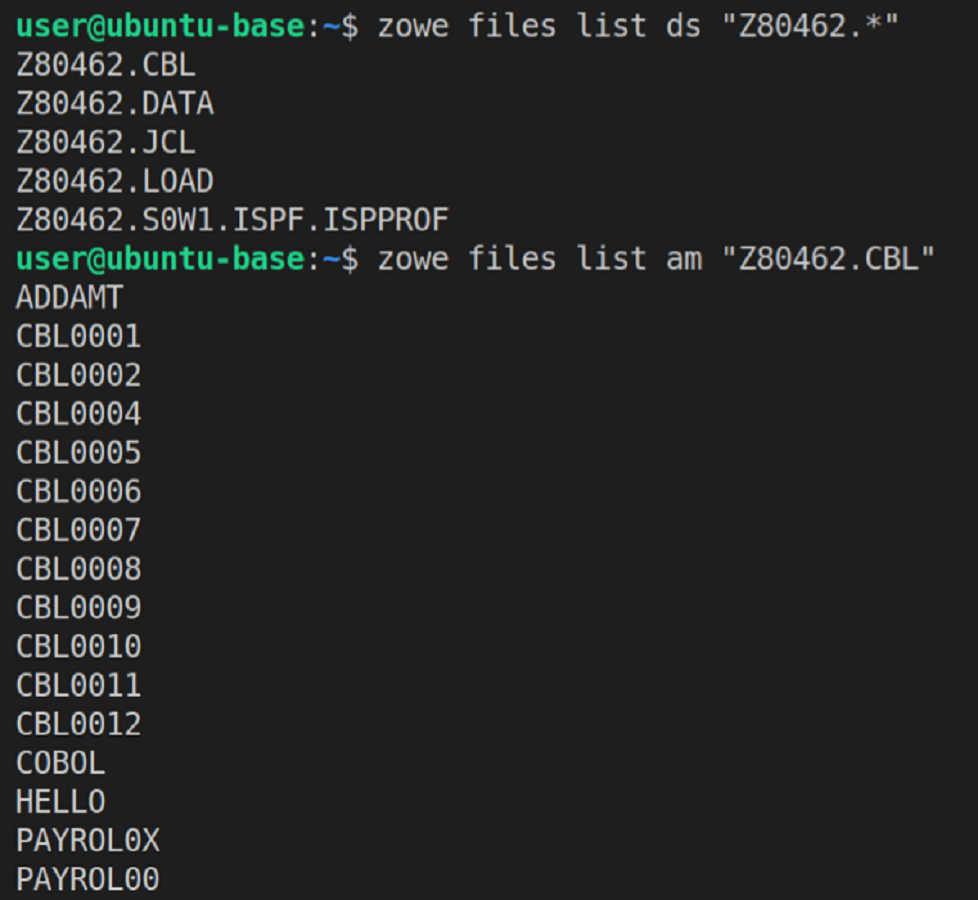 user@ubuntu-base:~$ zowe files list ds "Z80462.*"
Z80462.CBL
Z80462.DATA
Z80462.JCL
Z80462.LOAD
Z80462.S0W1.ISPF.ISPPROF
user@ubuntu-base:~$ zowe files list am "Z80462.CBL"
ADDAMT
CBL0001
CBL0002
CBL0004
CBL0005
CBL0006
CBL0007
CBL0008
CBL0009
CBL0010
CBL0011
CBL0012
COBOL
HELLO
PAYROL0X
PAYROL00